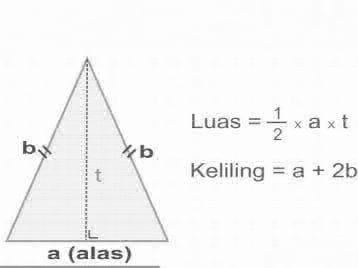 Luas = 1/2 x a x t
b b
t
Keliling = a + 2b
a (alas)